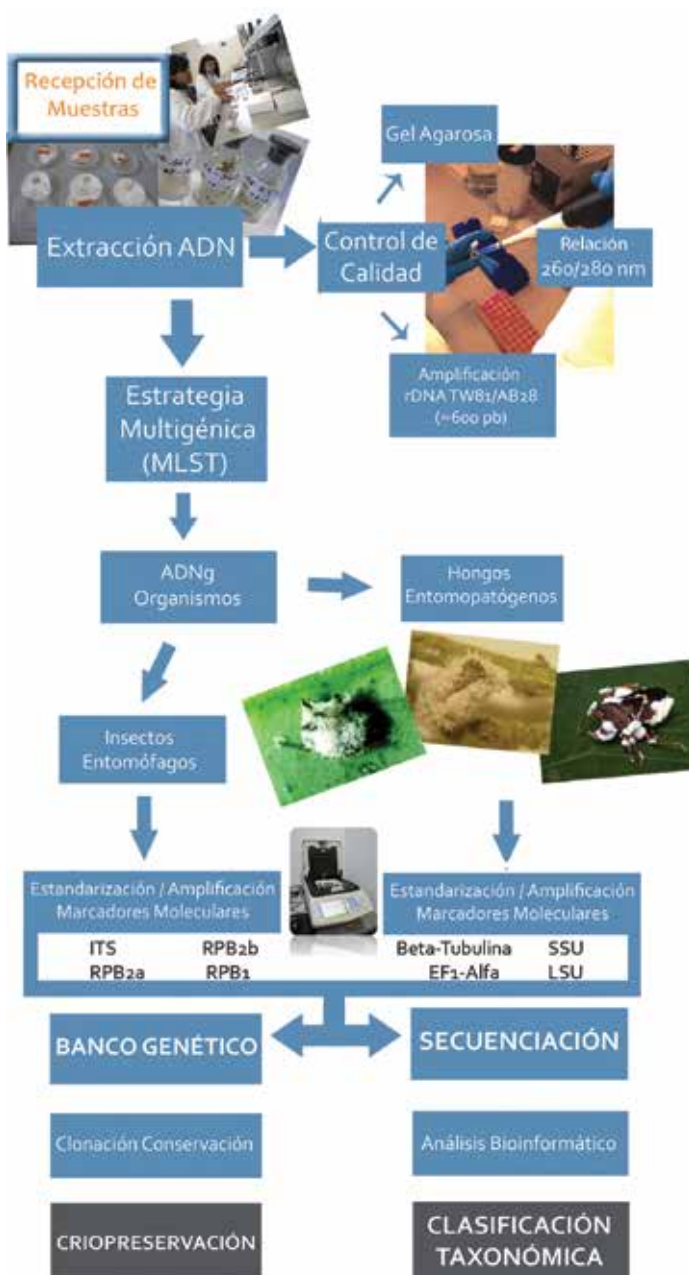 Recepción de
Muestras
Gel Agarosa
Extracción ADN
Control de
Calidad
Relación
260/280 nm
Amplificación
rDNA TW81/AB28
(≈600 pb)
Estrategia
Multigénica
(MLST)
ADNg
Organismos
Hongos
Entomopatógenos
Insectos
Entomófagos
Estandarización / Amplificación
Marcadores Moleculares
Estandarización / Amplificación
Marcadores Moleculares
ITS RPB2b
RPB2a RPB1
Beta-Tubulina SSU
EF1-Alfa LSU
BANCO GENÉTICO
SECUENCIACIÓN
Clonación Conservación
Análisis Bioinformático
CRIOPRESERVACIÓN
CLASIFICACIÓN
TAXONÓMICA